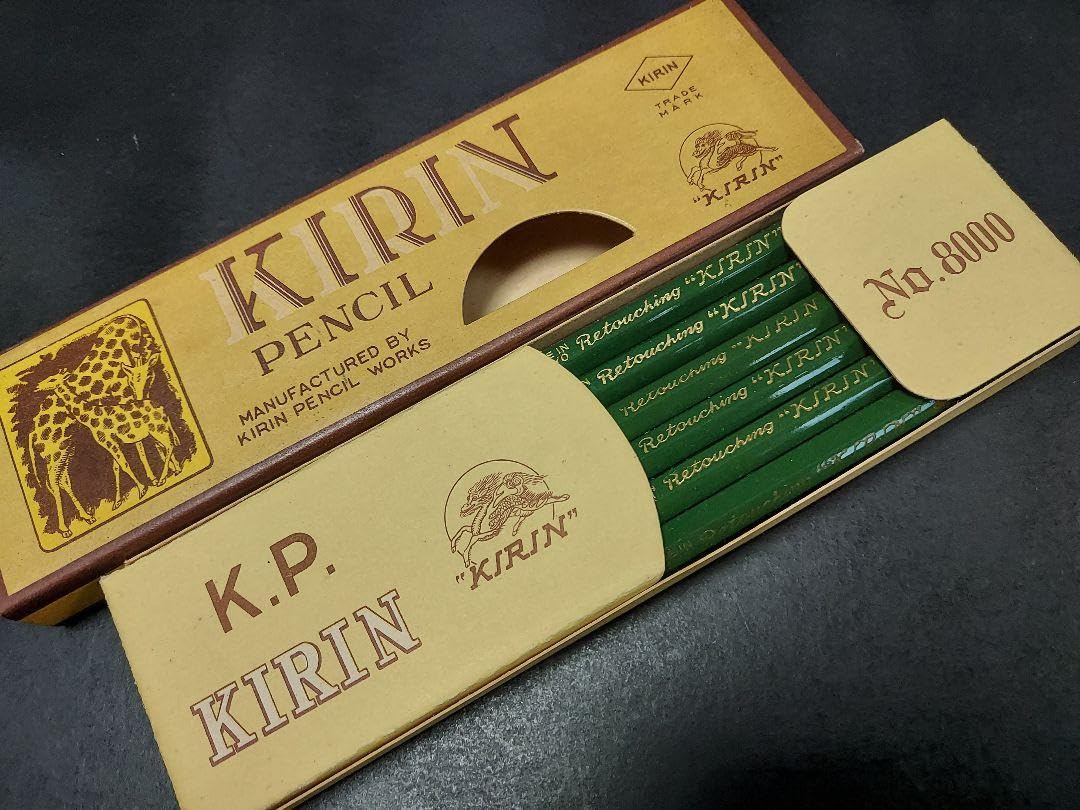 KIRIN
TRADE
MARK
"KIRIN"
KIRIN
PENCIL
MANUFACTURED BY
KIRIN PENCIL WORKS
No.8000
Retouching "KIRIN"
Retouching "KIRIN"
Retouching "KIRIN
Retouching "KIRIN"
Retouching "KIRIN"
Retouching
K.P.
"KIRIN"
KIRIN